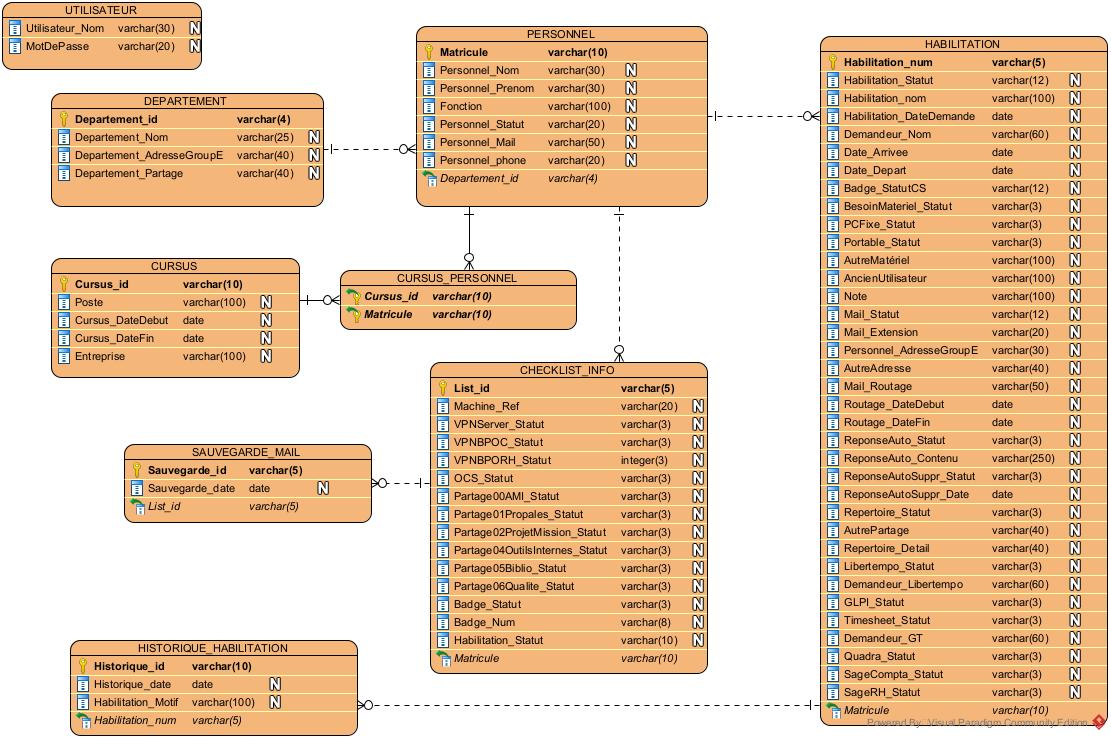 UTILISATEUR
Utilisateur_Nom varchar(30) N
MotDePasse varchar(20) N
DEPARTEMENT
Departement_id varchar(4)
Departement_Nom varchar(25) N
Departement_AdresseGroupE varchar(40) N
Departement_Partage varchar(40) N
PERSONNEL
Matricule varchar(10)
Personnel_Nom varchar(30) N
Personnel_Prenom varchar(30) N
Fonction varchar(100) N
Personnel_Statut varchar(20) N
Personnel_Mail varchar(50) N
Personnel_phone varchar(20) N
Departement_id varchar(4)
CURSUS
Cursus_id varchar(10)
Poste varchar(100) N
Cursus_DateDebut date N
Cursus_DateFin date N
Entreprise varchar(100) N
CURSUS_PERSONNEL
Cursus_id varchar(10)
Matricule varchar(10)
CHECKLIST_INFO
List_id varchar(5)
Machine_Ref varchar(20) N
VPNServer_Statut varchar(3) N
VPNBPOC_Statut varchar(3) N
VPNBPORH_Statut integer(3) N
OCS_Statut varchar(3) N
Partage00AMI_Statut varchar(3) N
Partage01Propales_Statut varchar(3) N
Partage02ProjetMission_Statut varchar(3) N
Partage04OutilsInternes_Statut varchar(3) N
Partage05Biblio_Statut varchar(3) N
Partage06Qualite_Statut varchar(3) N
Badge_Statut varchar(3) N
Badge_Num varchar(8) N
Habilitation_Statut varchar(10) N
Matricule varchar(10)
SAUVEGARDE_MAIL
Sauvegarde_id varchar(5)
Sauvegarde_date date N
List_id varchar(5)
HISTORIQUE_HABILITATION
Historique_id varchar(10)
Historique_date date N
Habilitation_Motif varchar(100) N
Habilitation_num varchar(5)
HABILITATION
Habilitation_num varchar(5)
Habilitation_Statut varchar(12) N
Habilitation_nom varchar(100) N
Habilitation_DateDemande date N
Demandeur_Nom varchar(60) N
Date_Arrivee date N
Date_Depart date N
Badge_StatutCS varchar(12) N
BesoinMateriel_Statut varchar(3) N
PCFixe_Statut varchar(3) N
Portable_Statut varchar(3) N
AutreMatériel varchar(100) N
AncienUtilisateur varchar(100) N
Note varchar(100) N
Mail_Statut varchar(12) N
Mail_Extension varchar(20) N
Personnel_AdresseGroupE varchar(30) N
AutreAdresse varchar(40) N
Mail_Routage varchar(50) N
Routage_DateDebut date N
Routage_DateFin date N
ReponseAuto_Statut varchar(3) N
ReponseAuto_Contenu varchar(250) N
ReponseAutoSuppr_Statut varchar(3) N
ReponseAutoSuppr_Date date N
Repertoire_Statut varchar(3) N
AutrePartage varchar(40) N
Repertoire_Detail varchar(40) N
Libertempo_Statut varchar(3) N
Demandeur_Libertempo varchar(60) N
GLPI_Statut varchar(3) N
Timesheet_Statut varchar(3) N
Demandeur_GT varchar(60) N
Quadra_Statut varchar(3) N
SageCompta_Statut varchar(3) N
SageRH_Statut varchar(3) N
Matricule varchar(10)
Powered By Visual Paradigm Community Edition